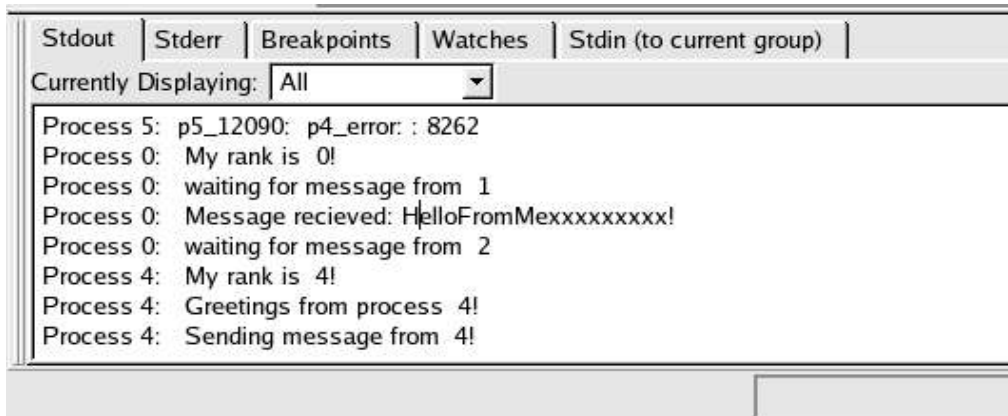 Stdout Stderr Breakpoints Watches Stdin (to current group)
Currently Displaying: All
Process 5: p5_12090: p4_error: : 8262
Process 0: My rank is 0!
Process 0: waiting for message from 1
Process 0: Message recieved: HelloFromMexxxxxxxxx!
Process 0: waiting for message from 2
Process 4: My rank is 4!
Process 4: Greetings from process 4!
Process 4: Sending message from 4!